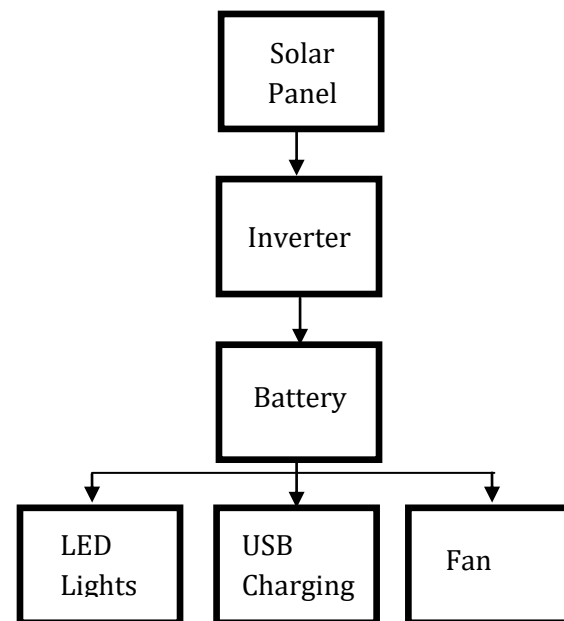 Solar
Panel
Inverter
Battery
LED
Lights
USB
Charging
Fan